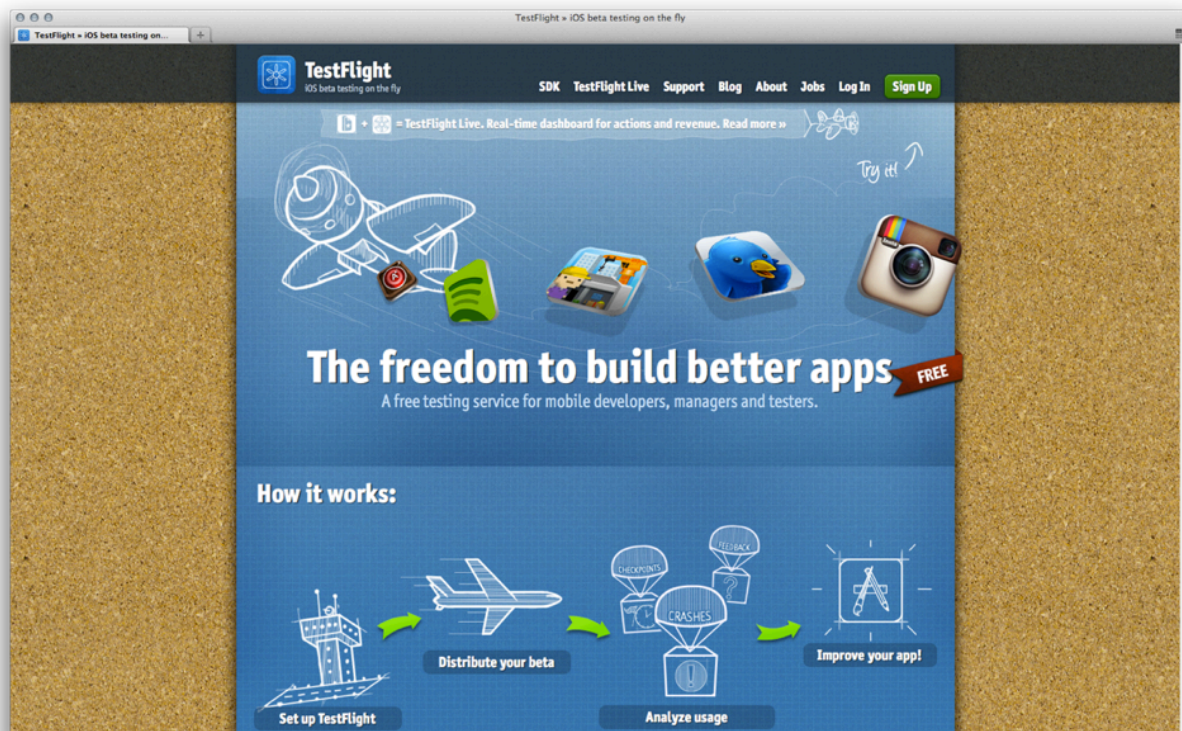 TestFlight » iOS beta testing on the fly
TestFlight » iOS beta testing on...
TestFlight
iOS beta testing on the fly
SDK TestFlight Live Support Blog About Jobs Log In Sign Up
b + = TestFlight Live. Real-time dashboard for actions and revenue. Read more »
Try it!
The freedom to build better apps
FREE
A free testing service for mobile developers, managers and testers.
How it works:
FEEDBACK
CHECKPOINTS
?
CRASHES
!
Distribute your beta
Improve your app!
Set up TestFlight
Analyze usage